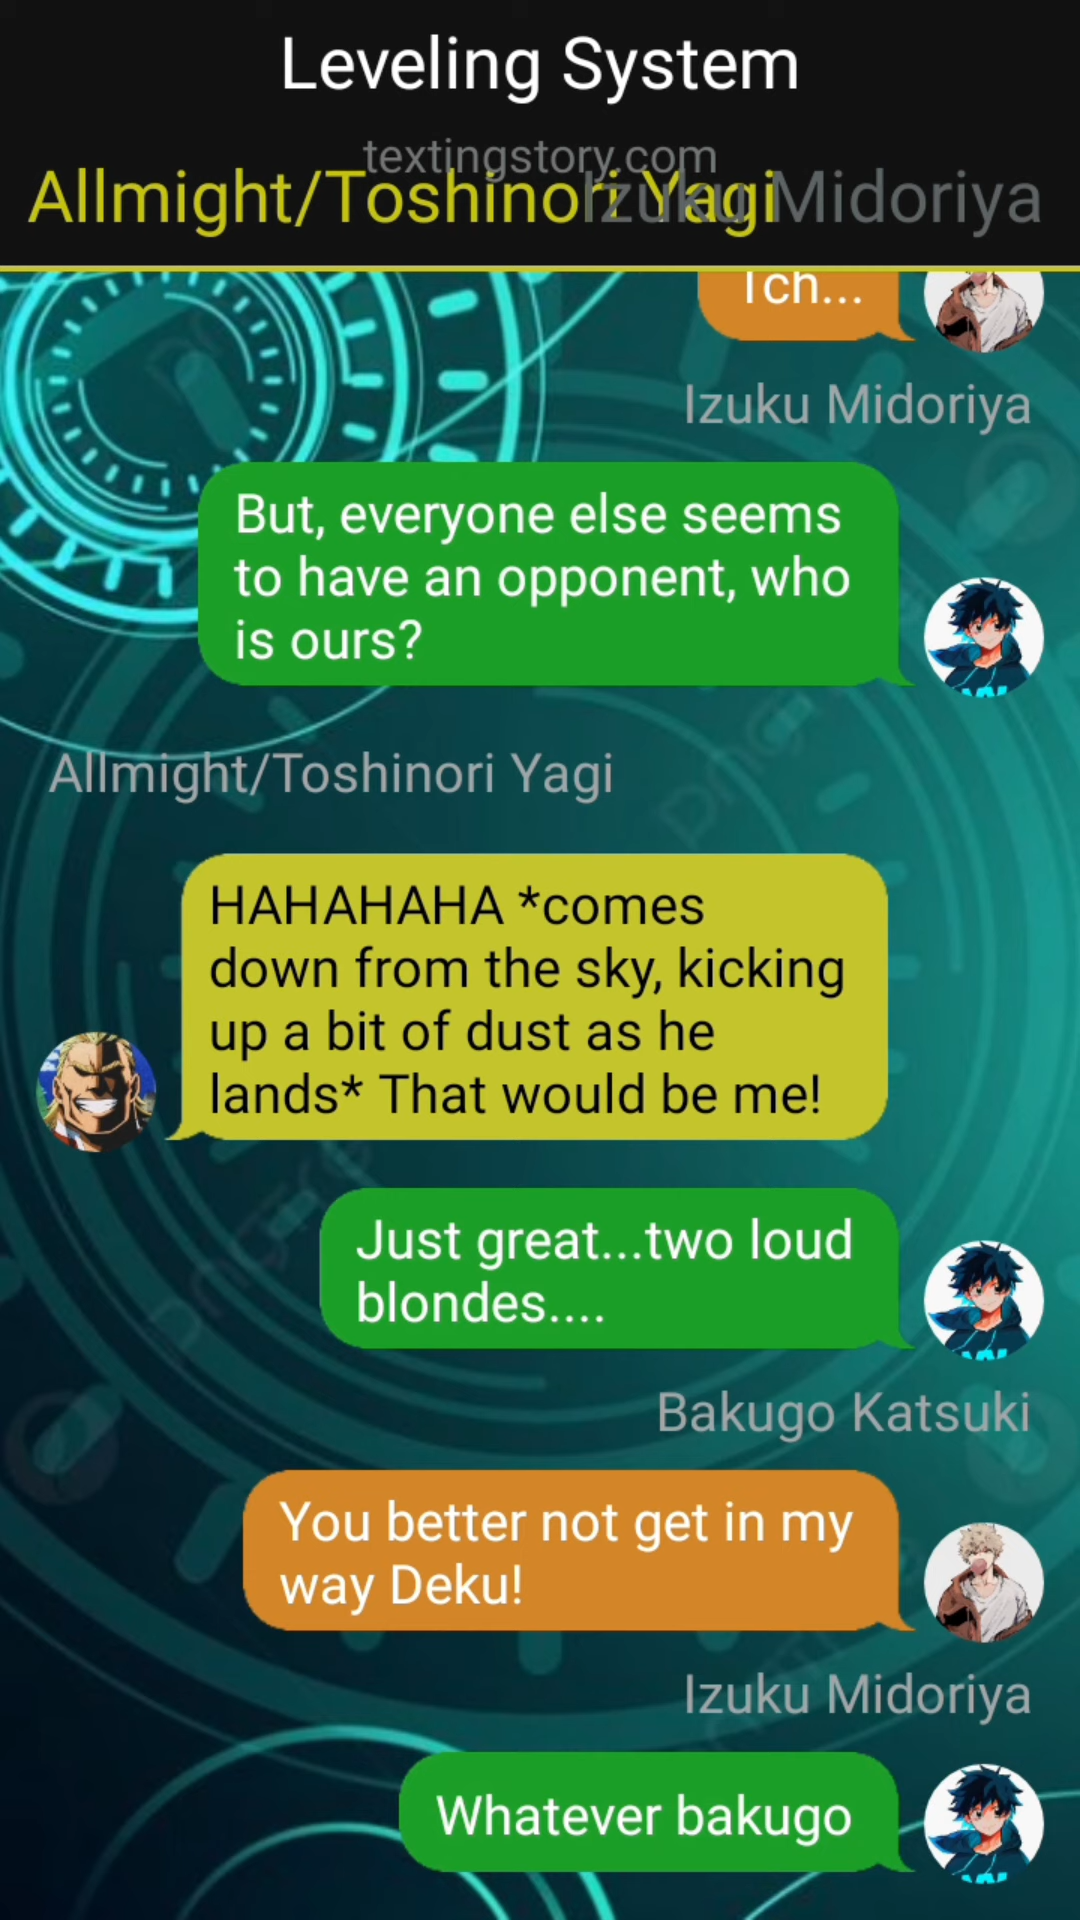 Leveling System
textingstory.com
Allmight/Toshinori Yagi Izuku Midoriya
Tch...
Izuku Midoriya
But, everyone else seems
to have an opponent, who
is ours?
Allmight/Toshinori Yagi
HAHAHAHA *comes
down from the sky, kicking
up a bit of dust as he
lands* That would be me!
Just great...two loud
blondes....
Bakugo Katsuki
You better not get in my
way Deku!
Izuku Midoriya
Whatever bakugo